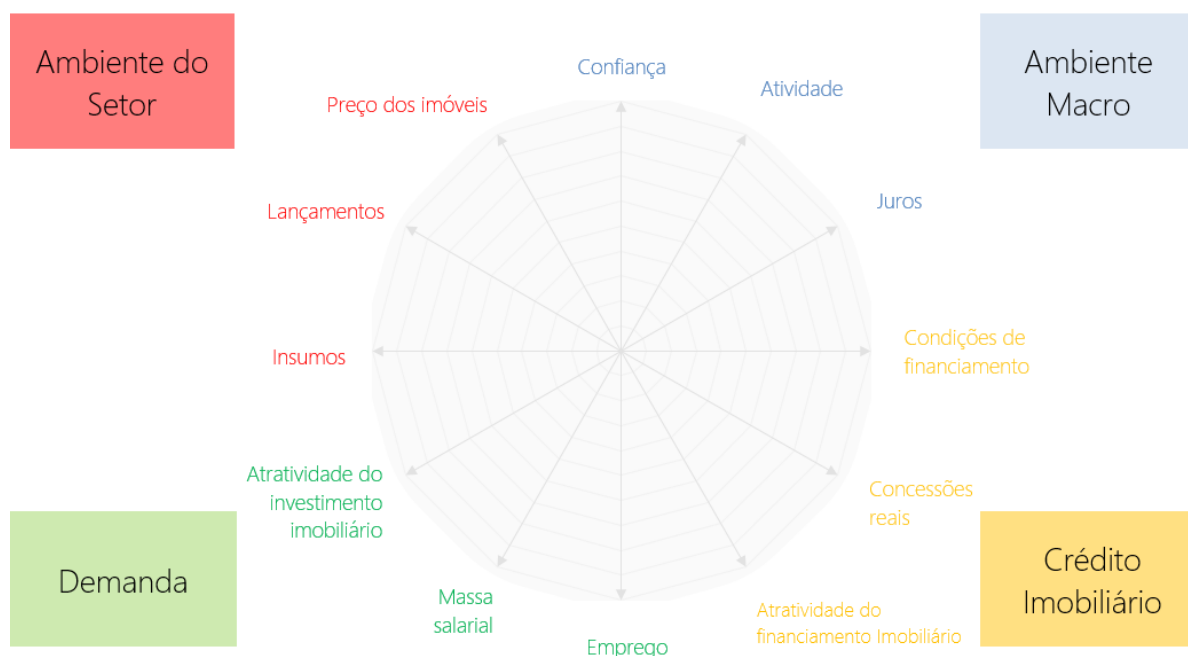 Ambiente do
Setor
Confiança
Ambiente
Macro
Preço dos imóveis
Atividade
Lançamentos
Juros
Insumos
Condições de
financiamento
Atratividade do
investimento
imobiliário
Concessões
reais
Demanda
Crédito
Imobiliário
Massa
salarial
Atratividade do
financiamento Imobiliário
Emprego